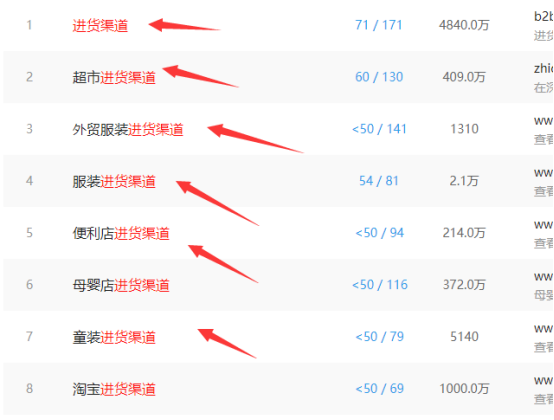 1 进货渠道 71 / 171 4840.0万 b2b
进货
2 超市进货渠道 60 / 130 409.0万
在深
3 外贸服装进货渠道 <50 / 141 1310 ww
查看
4 服装进货渠道 54 / 81 2.1万 ww
查看
5 便利店进货渠道 <50 / 94 214.0万 ww
查看
6 母婴店进货渠道 <50 / 116 372.0万 ww
母婴
7 童装进货渠道 <50 / 79 5140 ww
查看
8 淘宝进货渠道 <50 / 69 1000.0万 ww
查看